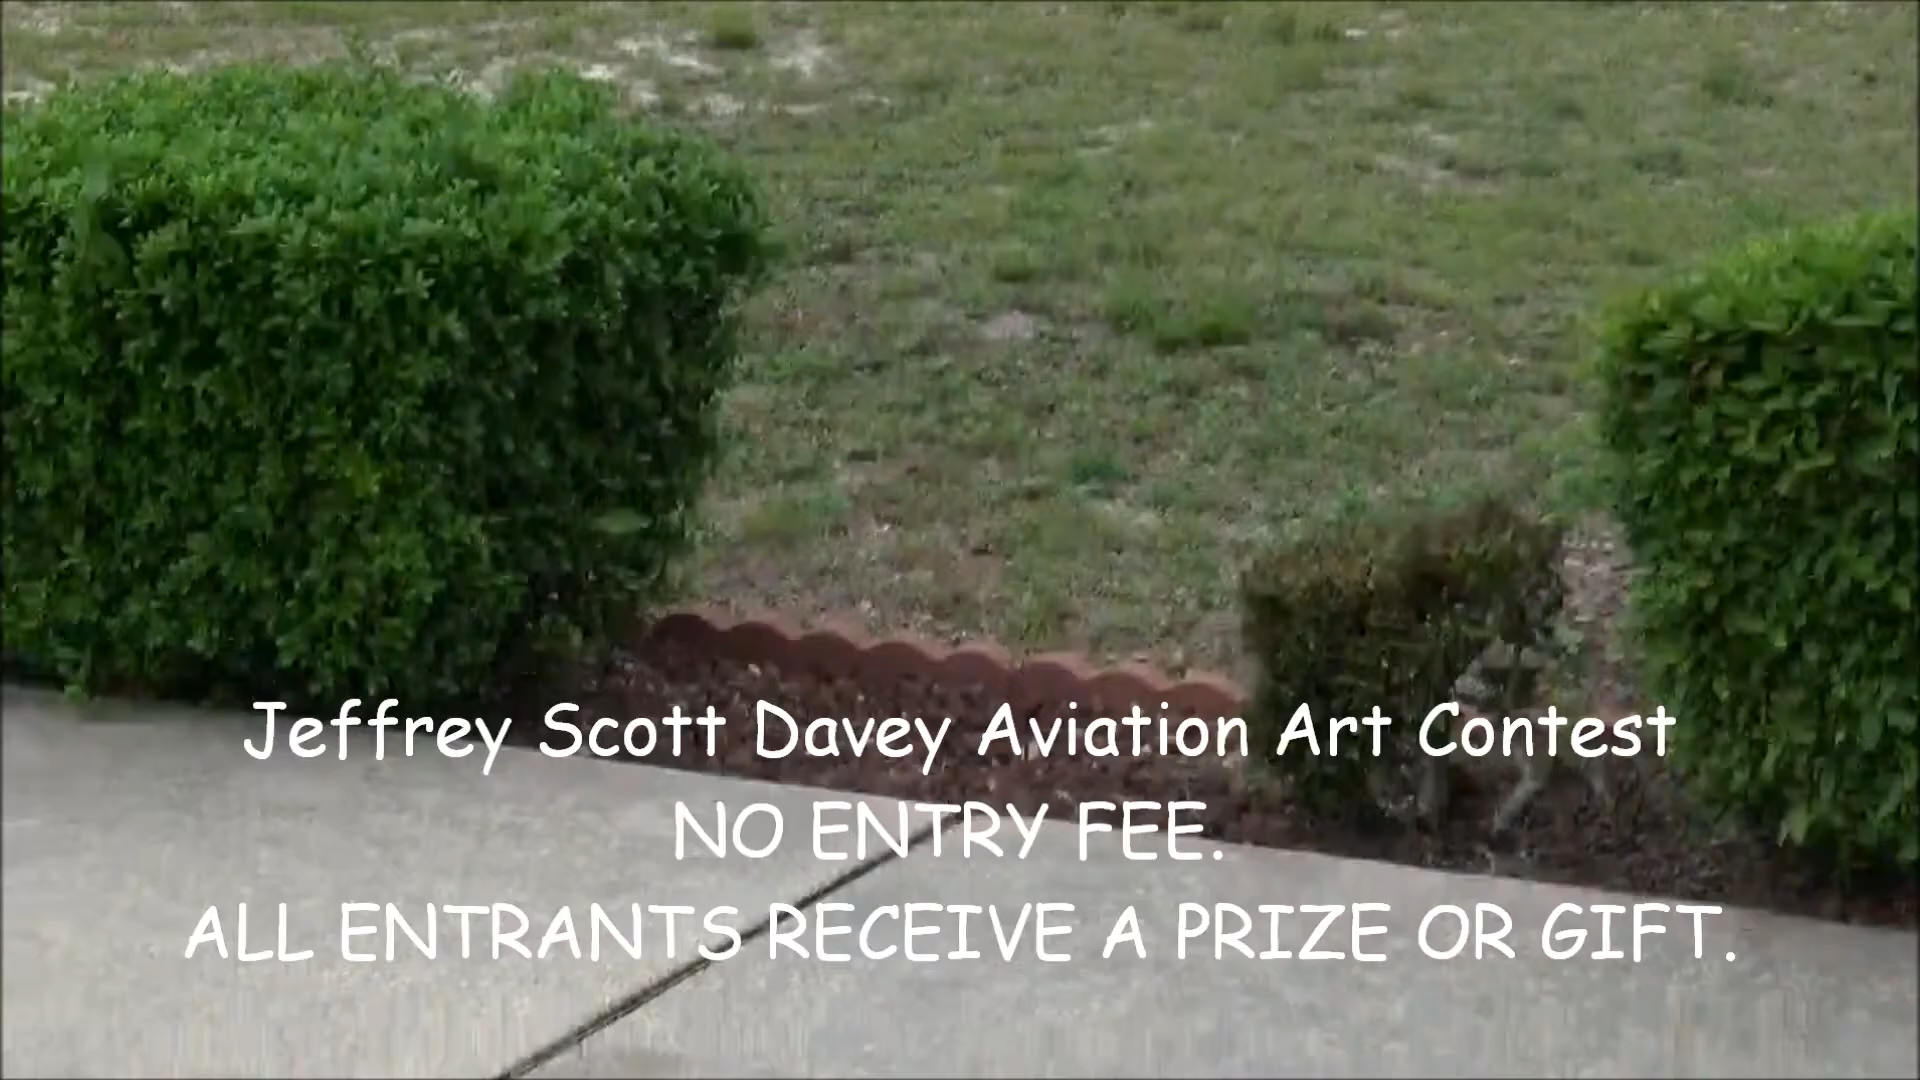 Jeffrey Scott Davey Aviation Art Contest
NO ENTRY FEE.
ALL ENTRANTS RECEIVE A PRIZE OR GIFT.